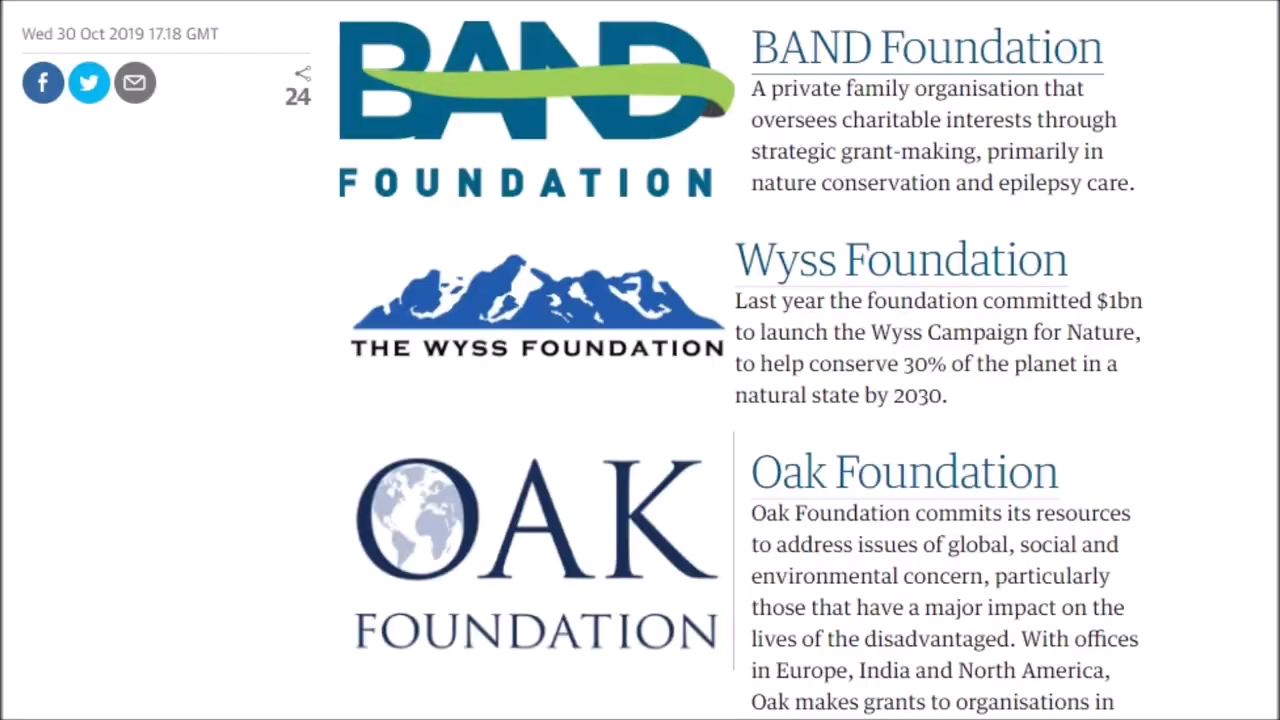 Wed 30 Oct 2019 17.18 GMT
24
BAND
FOUNDATION
BAND Foundation
A private family organisation that
oversees charitable interests through
strategic grant-making, primarily in
nature conservation and epilepsy care.
THE WYSS FOUNDATION
Wyss Foundation
Last year the foundation committed $1bn
to launch the Wyss Campaign for Nature,
to help conserve 30% of the planet in a
natural state by 2030.
OAK
FOUNDATION
Oak Foundation
Oak Foundation commits its resources
to address issues of global, social and
environmental concern, particularly
those that have a major impact on the
lives of the disadvantaged. With offices
in Europe, India and North America,
Oak makes grants to organisations in